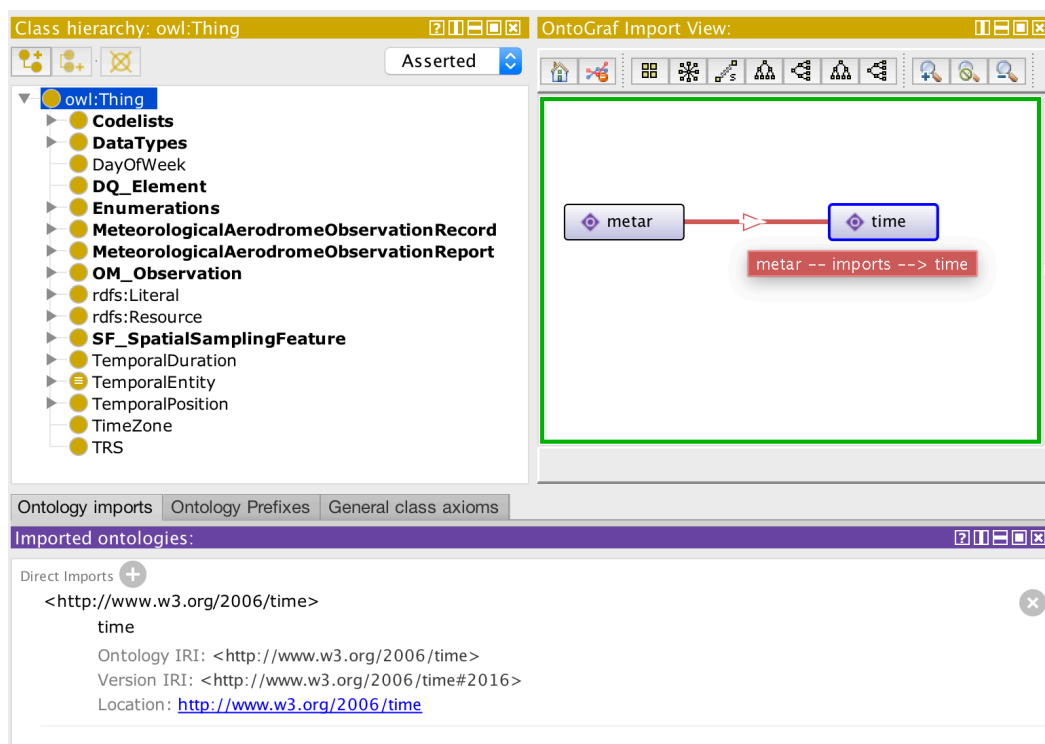 Class hierarchy: owl:Thing
Asserted
owl:Thing
Codelists
DataTypes
DayOfWeek
DQ_Element
Enumerations
MeteorologicalAerodromeObservationRecord
MeteorologicalAerodromeObservationReport
OM_Observation
rdfs:Literal
rdfs:Resource
SF_SpatialSamplingFeature
TemporalDuration
TemporalEntity
TemporalPosition
TimeZone
TRS
OntoGraf Import View:
metar
time
metar -- imports --> time
Ontology imports
Ontology Prefixes
General class axioms
Imported ontologies:
Direct Imports
<http://www.w3.org/2006/time>
time
Ontology IRI: <http://www.w3.org/2006/time>
Version IRI: <http://www.w3.org/2006/time#2016>
Location: http://www.w3.org/2006/time